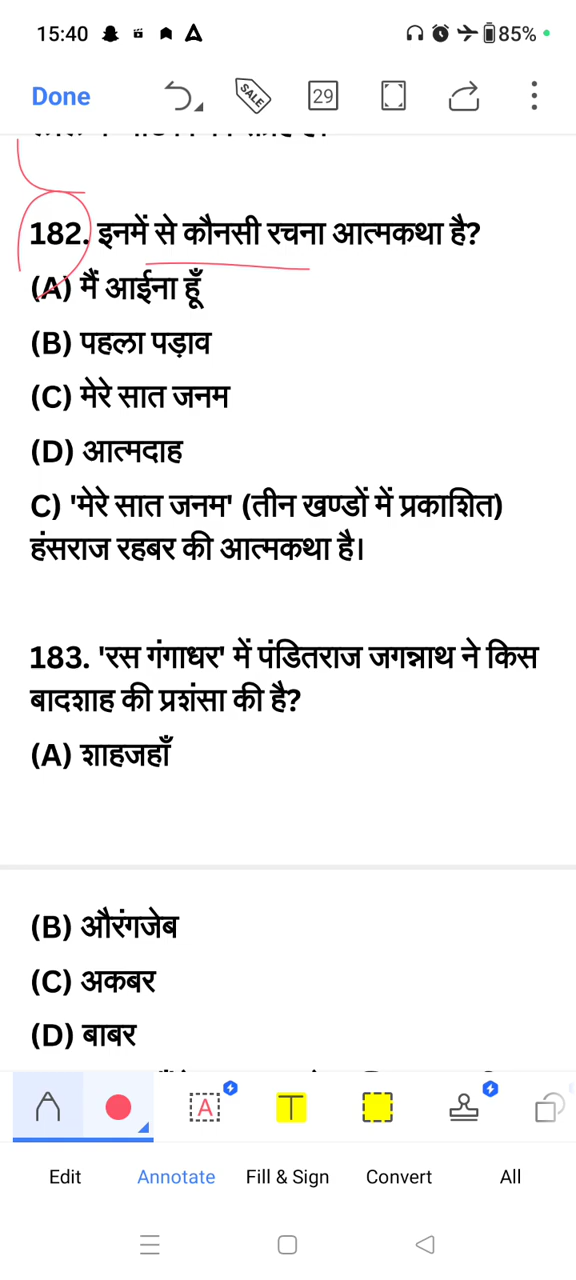 15:40
85%
Done
SALE
29
182. इनमें से कौनसी रचना आत्मकथा है?
(A) मैं आईना हूँ
(B) पहला पड़ाव
(C) मेरे सात जनम
(D) आत्मदाह
C) 'मेरे सात जनम' (तीन खण्डों में प्रकाशित)
हंसराज रहबर की आत्मकथा है।
183. 'रस गंगाधर' में पंडितराज जगन्नाथ ने किस
बादशाह की प्रशंसा की है?
(A) शाहजहाँ
(B) औरंगजेब
(C) अकबर
(D) बाबर
A
T
Edit Annotate Fill & Sign Convert All